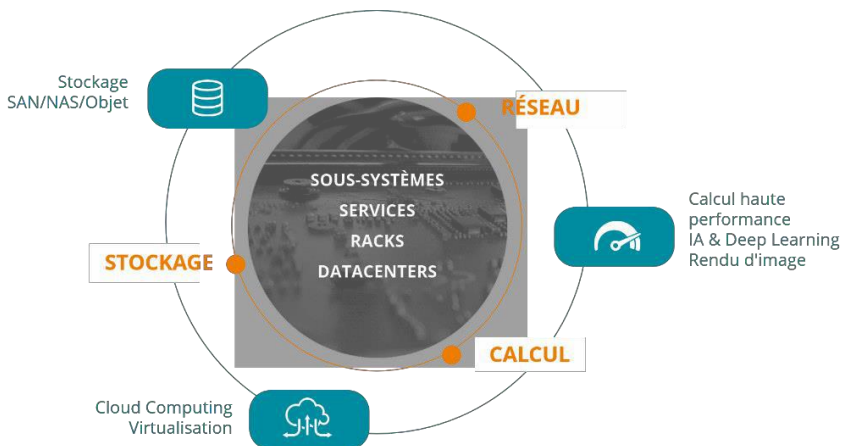 Stockage
SAN/NAS/Objet
RÉSEAU
SOUS-SYSTÈMES
SERVICES
RACKS
DATACENTERS
Calcul haute
performance
IA & Deep Learning
Rendu d'image
STOCKAGE
CALCUL
Cloud Computing
Virtualisation